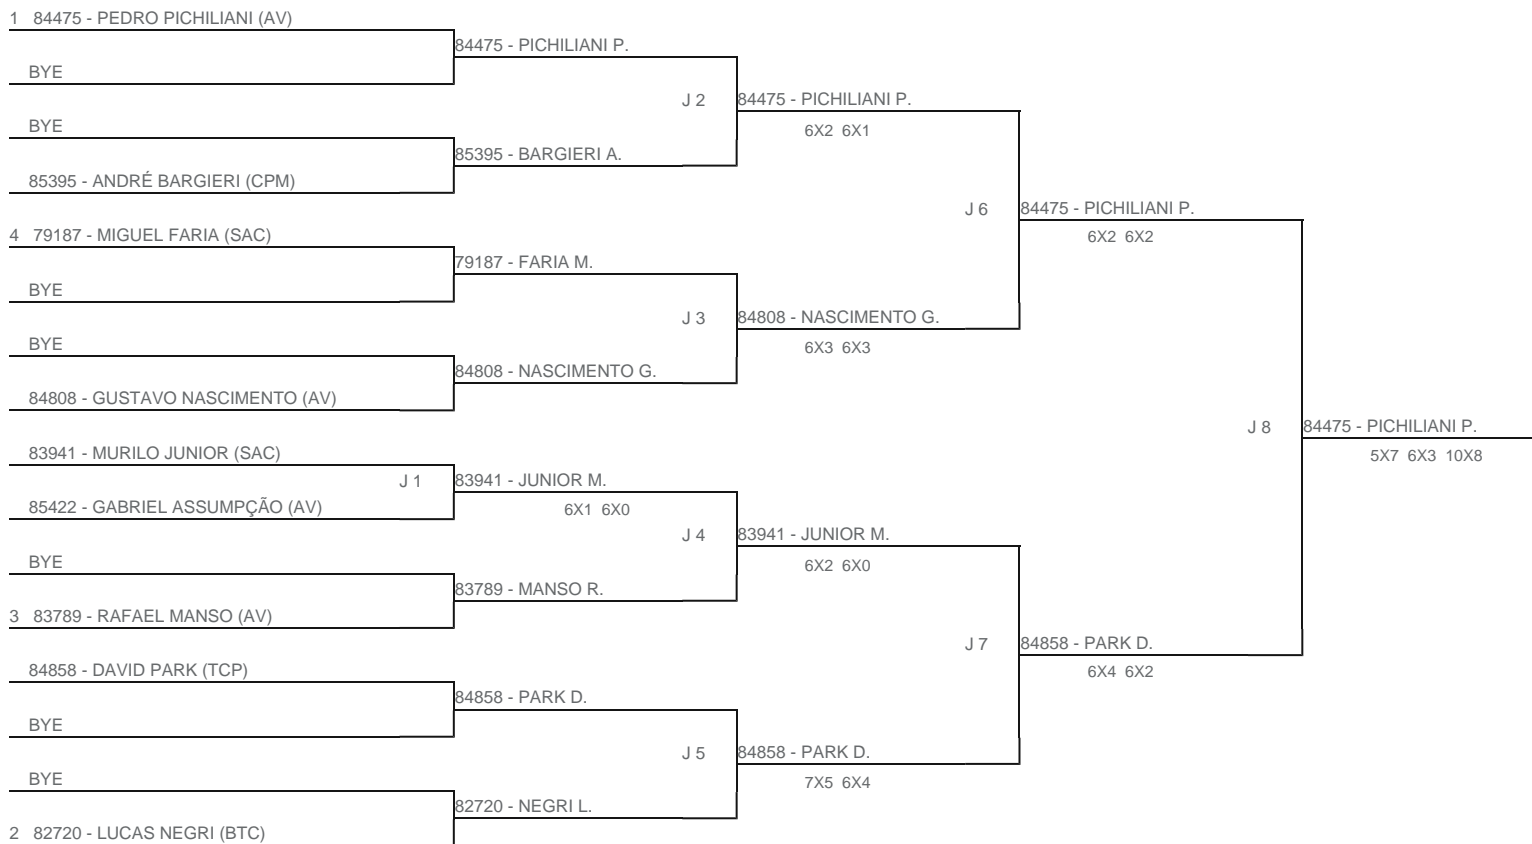 1 84475 - PEDRO PICHILIANI (AV)
84475 - PICHILIANI P.
BYE
J 2
84475 - PICHILIANI P.
6X2 6X1
BYE
85395 - BARGIERI A.
85395 - ANDRÉ BARGIERI (CPM)
J 6
84475 - PICHILIANI P.
6X2 6X2
4 79187 - MIGUEL FARIA (SAC)
79187 - FARIA M.
BYE
J 3
84808 - NASCIMENTO G.
6X3 6X3
BYE
84808 - NASCIMENTO G.
84808 - GUSTAVO NASCIMENTO (AV)
J 8
84475 - PICHILIANI P.
5X7 6X3 10X8
83941 - MURILO JUNIOR (SAC)
J 1
83941 - JUNIOR M.
6X1 6X0
85422 - GABRIEL ASSUMPÇÃO (AV)
J 4
83941 - JUNIOR M.
6X2 6X0
BYE
83789 - MANSO R.
3 83789 - RAFAEL MANSO (AV)
J 7
84858 - PARK D.
6X4 6X2
84858 - DAVID PARK (TCP)
84858 - PARK D.
BYE
J 5
84858 - PARK D.
7X5 6X4
BYE
82720 - NEGRI L.
2 82720 - LUCAS NEGRI (BTC)